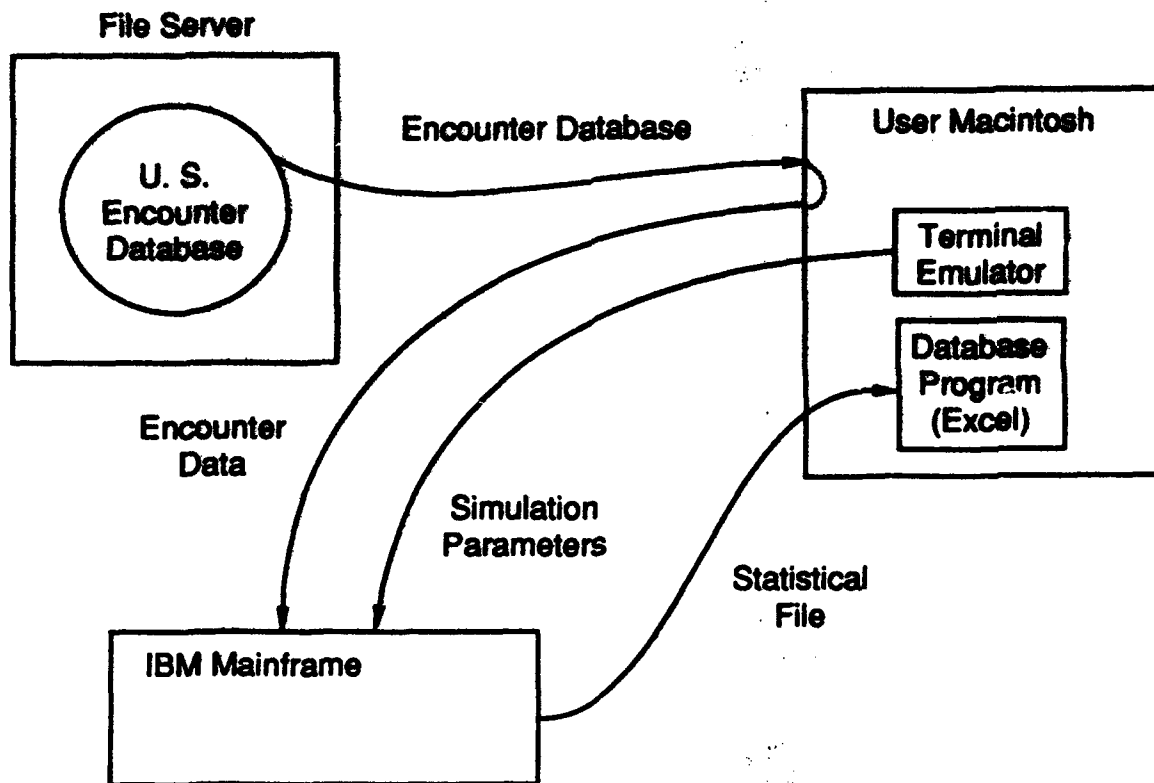 File Server
U. S.
Encounter
Database
Encounter Database
User Macintosh
Terminal
Emulator
Database
Program
(Excel)
Encounter
Data
Simulation
Parameters
Statistical
File
IBM Mainframe